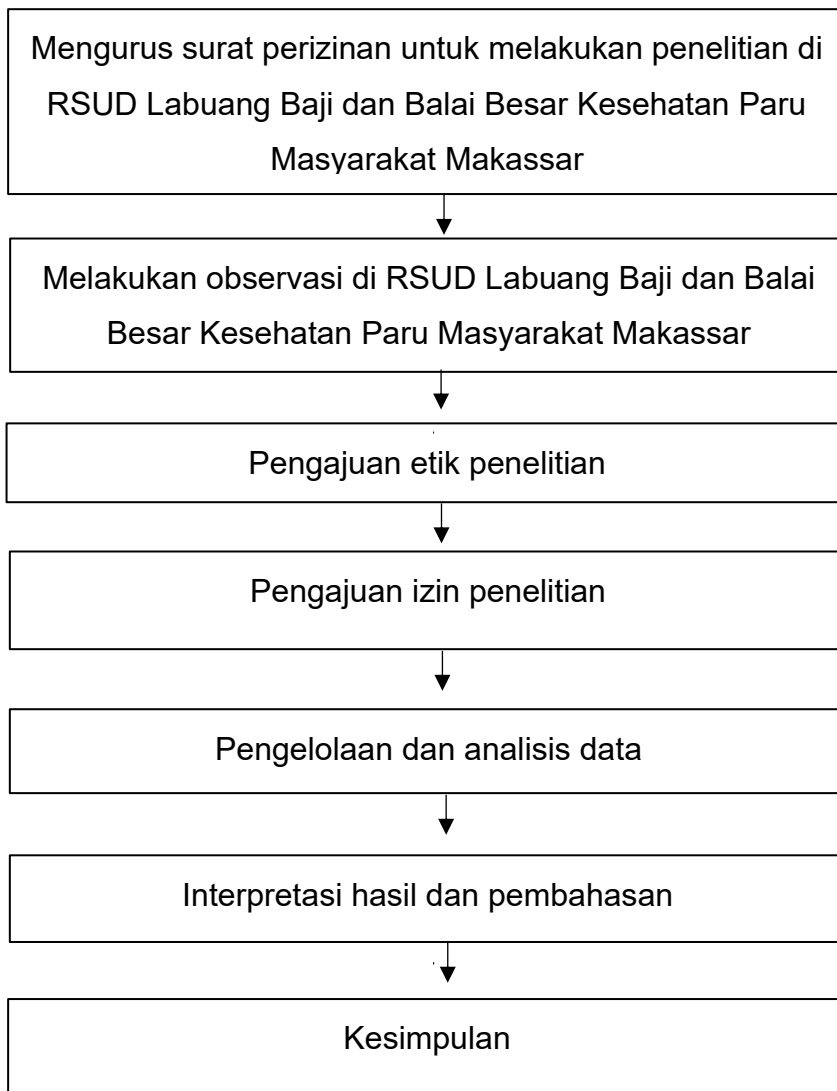 Mengurus surat perizinan untuk melakukan penelitian di
RSUD Labuang Baji dan Balai Besar Kesehatan Paru
Masyarakat Makassar
Melakukan observasi di RSUD Labuang Baji dan Balai
Besar Kesehatan Paru Masyarakat Makassar
Pengajuan etik penelitian
Pengajuan izin penelitian
Pengelolaan dan analisis data
Interpretasi hasil dan pembahasan
Kesimpulan